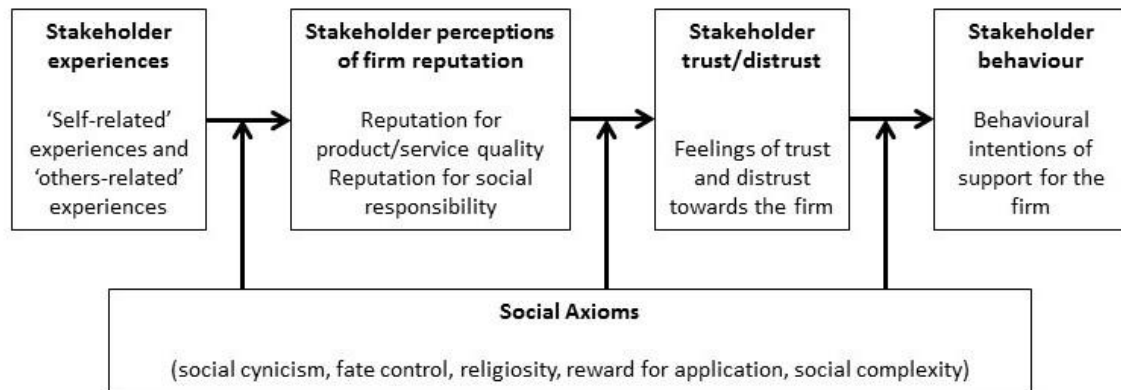 Stakeholder
experiences
'Self-related'
experiences and
'others-related'
experiences
Stakeholder perceptions
of firm reputation
Reputation for
product/service quality
Reputation for social
responsibility
Stakeholder
trust/distrust
Feelings of trust
and distrust
towards the firm
Stakeholder
behaviour
Behavioural
intentions of
support for the
firm
Social Axioms
(social cynicism, fate control, religiosity, reward for application, social complexity)